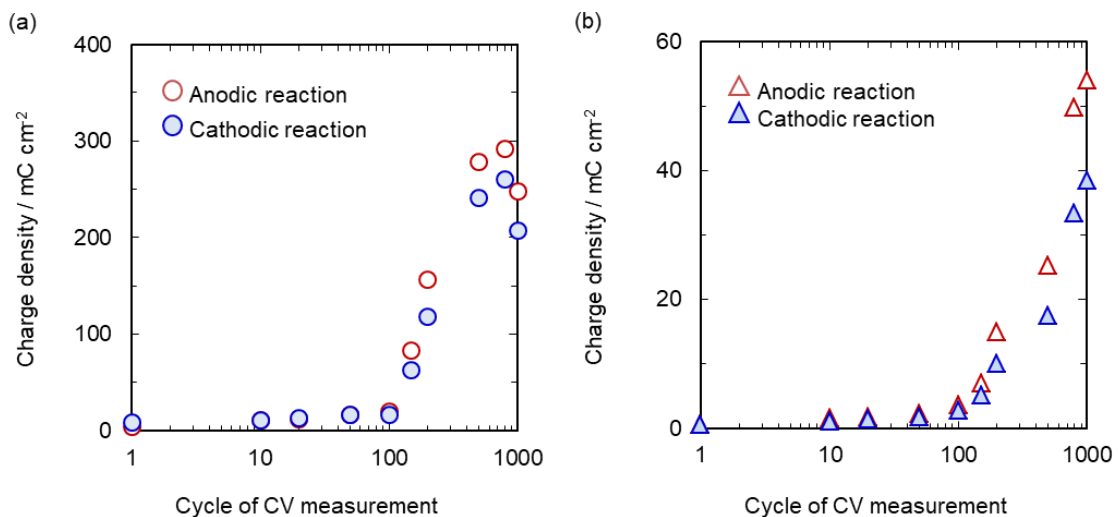 (a)
400
300
200
100
0
Charge density / mC cm-2
Anodic reaction
Cathodic reaction
1
10
100
1000
Cycle of CV measurement
(b)
60
40
20
0
Charge density / mC cm-2
Anodic reaction
Cathodic reaction
1
10
100
1000
Cycle of CV measurement